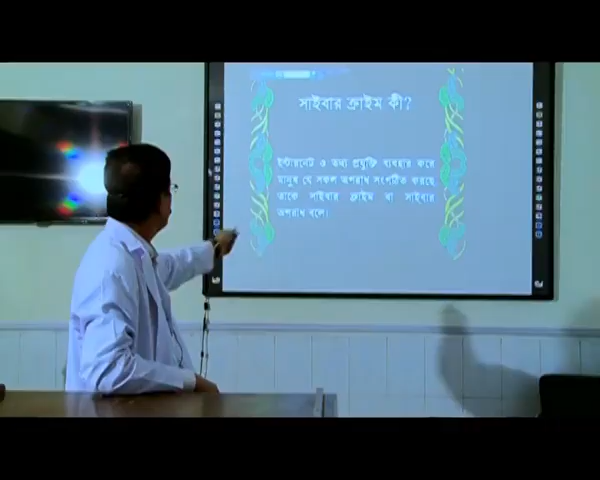 সাইবার ক্রাইম কী?
ইন্টারনেট ও তথ্য প্রযুক্তি ব্যবহার করে
মানুষ যে সকল অপরাধ সংগঠিত করছে
তাকে সাইবার ক্রাইম বা সাইবার
অপরাধ বলে।